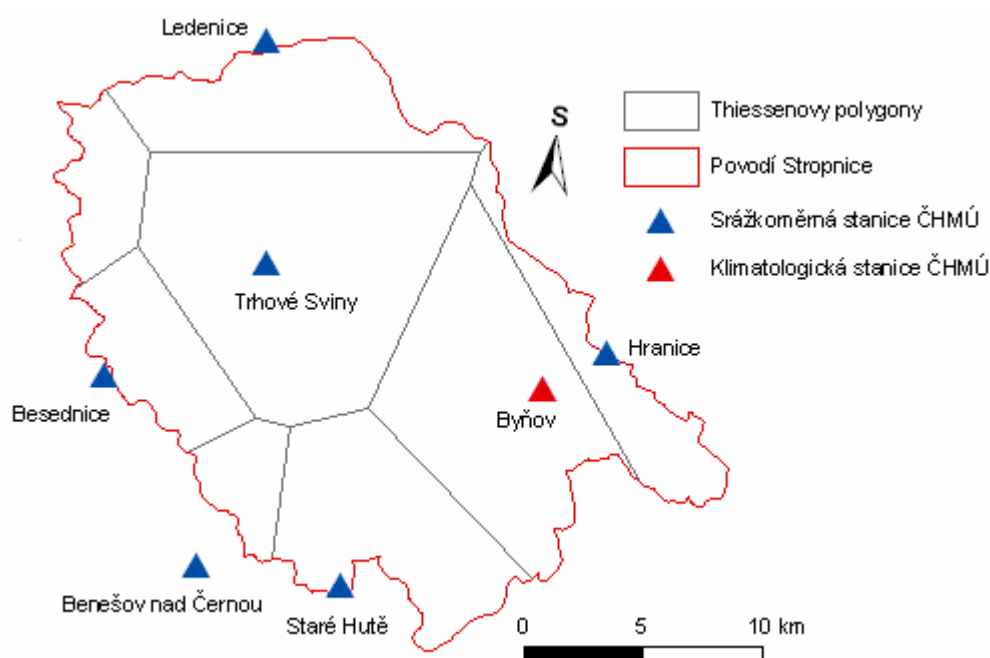 Ledenice
S
Thiessenovy polygony
Povodí Stropnice
Srážkoměrná stanice ČHMÚ
Klimatologická stanice ČHMÚ
Trhové Sviny
Hranice
Besednice
Byňov
Benešov nad Černou
Staré Hutě
0 5 10 km